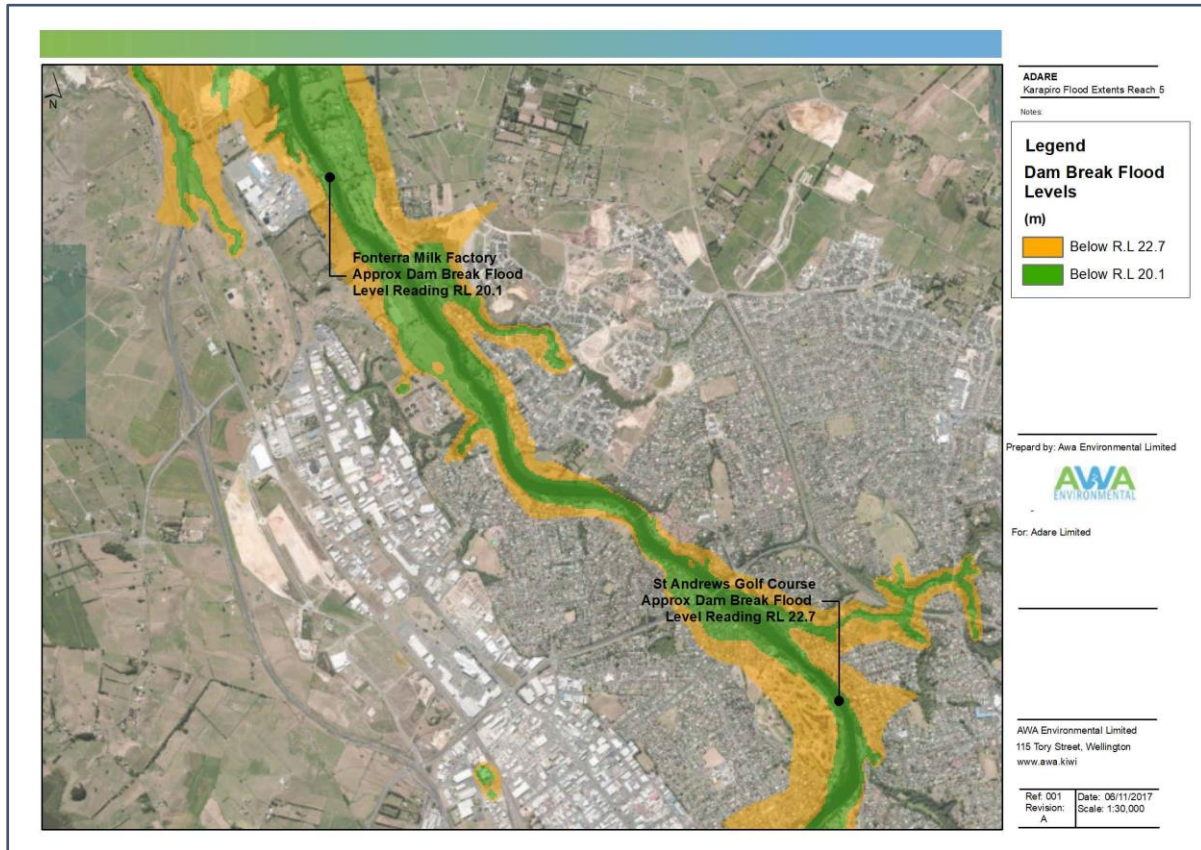 N
Fonterra Milk Factory
Approx Dam Break Flood
Level Reading RL 20.1
St Andrews Golf Course
Approx Dam Break Flood
Level Reading RL 22.7
ADARE
Karapiro Flood Extents Reach 5
Notes:
Legend
Dam Break Flood
Levels
(m)
Below R.L 22.7
Below R.L 20.1
Prepard by: Awa Environmental Limited
AWA
ENVIRONMENTAL
-
For: Adare Limited
AWA Environmental Limited
115 Tory Street, Wellington
www.awa.kiwi
Ref: 001
Revision:
A
Date: 06/11/2017
Scale: 1:30,000